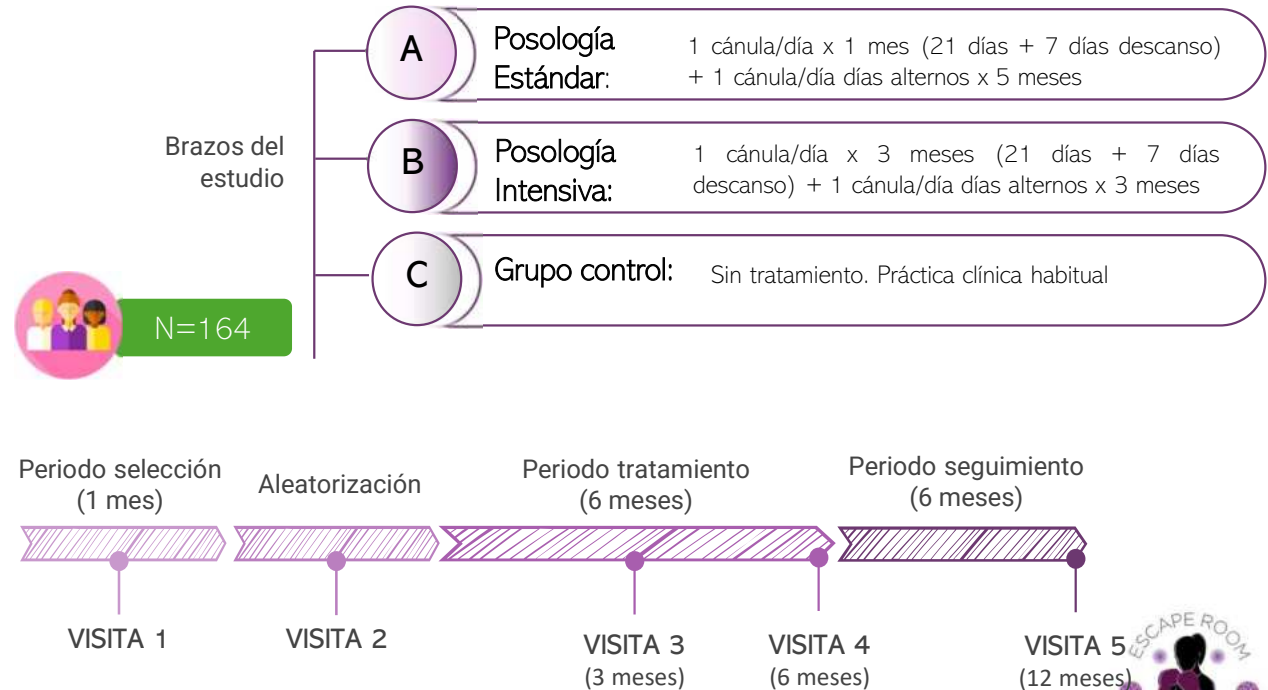 A
Posología
Estándar:
1 cánula/día x 1 mes (21 días + 7 días descanso)
+ 1 cánula/día días alternos x 5 meses
Brazos del
estudio
B
Posología
Intensiva:
1 cánula/día x 3 meses (21 días + 7 días
descanso) + 1 cánula/día días alternos x 3 meses
C
Grupo control:
Sin tratamiento. Práctica clínica habitual
N=164
Periodo selección
(1 mes)
Aleatorización
Periodo tratamiento
(6 meses)
Periodo seguimiento
(6 meses)
VISITA 1
VISITA 2
VISITA 3
(3 meses)
VISITA 4
(6 meses)
VISITA 5
(12 meses)
ESCAPE ROOM